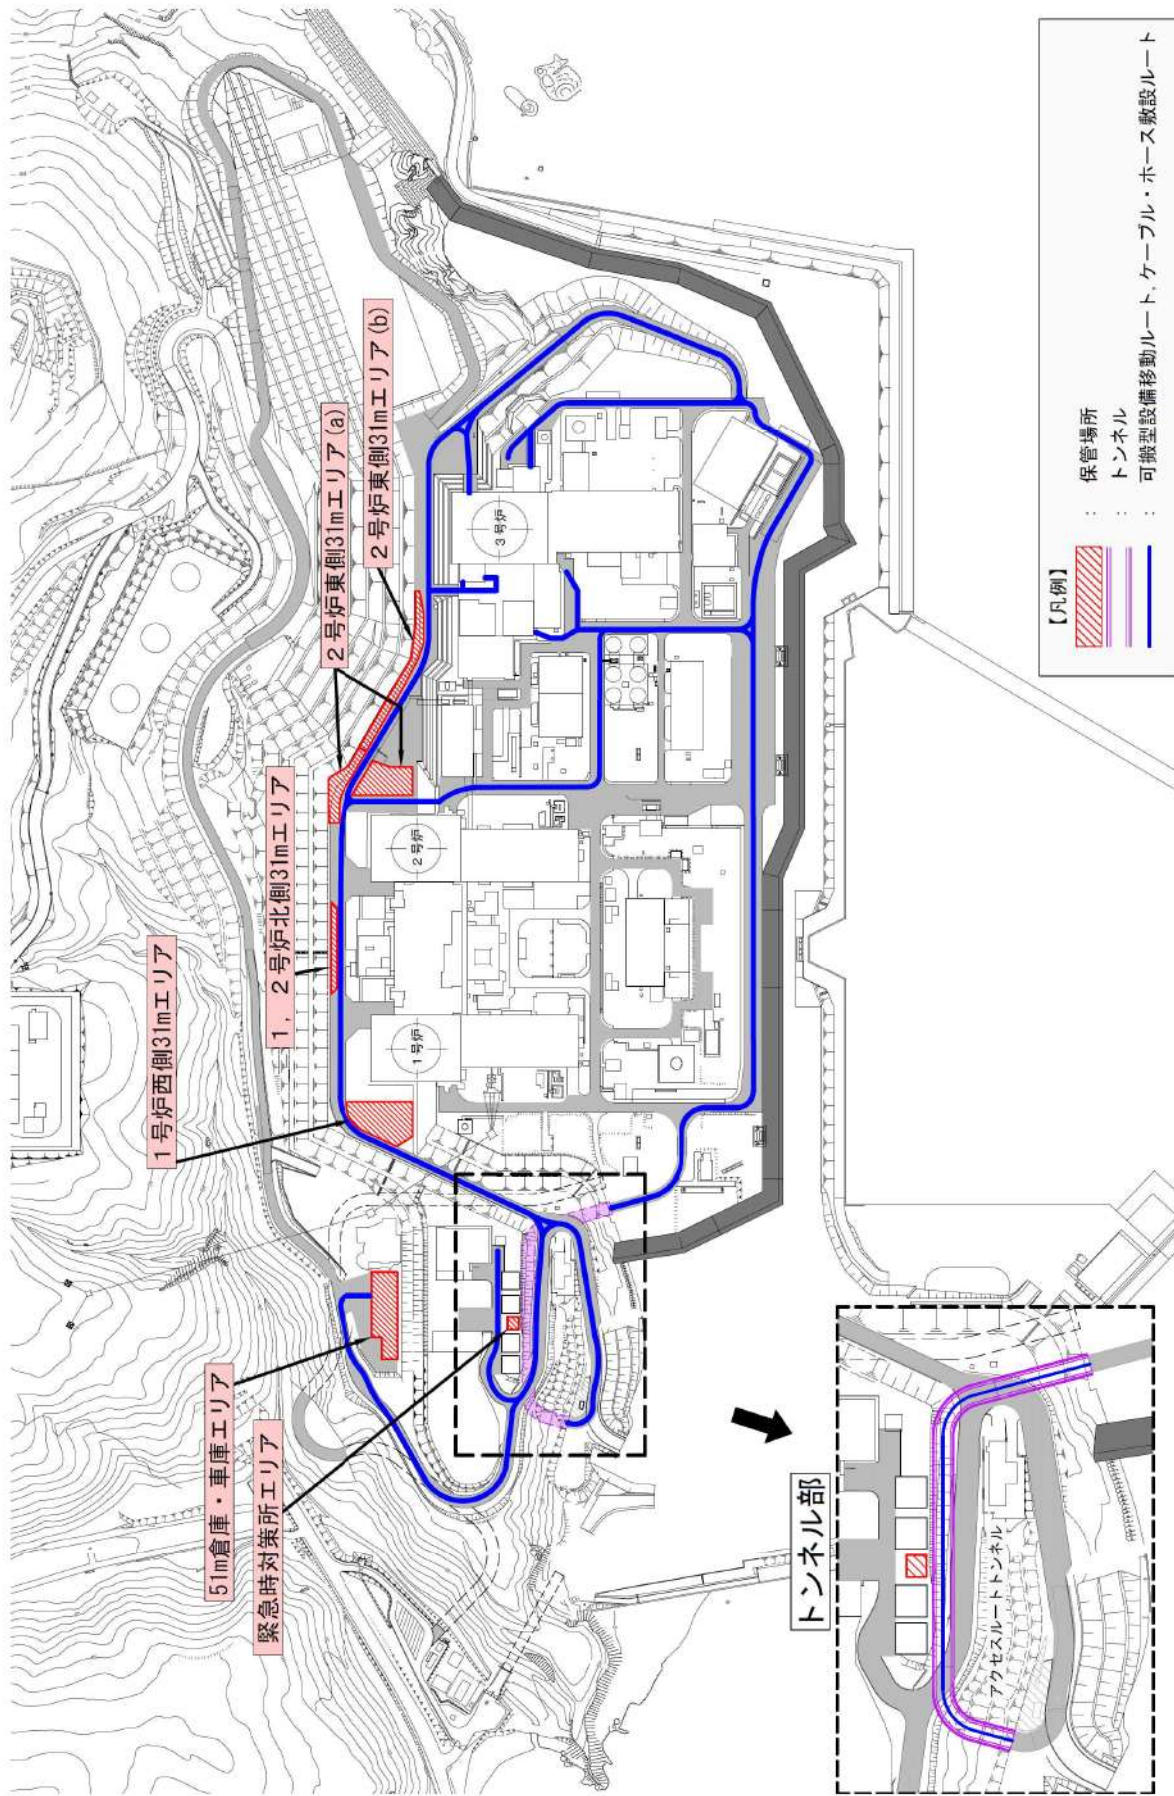 51m倉庫・車庫エリア
緊急時対策所エリア
1号炉西側31mエリア
1，2号炉北側31mエリア
2号炉東側31mエリア(a)
2号炉東側31mエリア(b)
1号炉
2号炉
3号炉
トンネル部
アクセスルートトンネル
【凡例】
：保管場所
：トンネル
：可搬型設備移動ルート，ケーブル・ホース敷設ルート